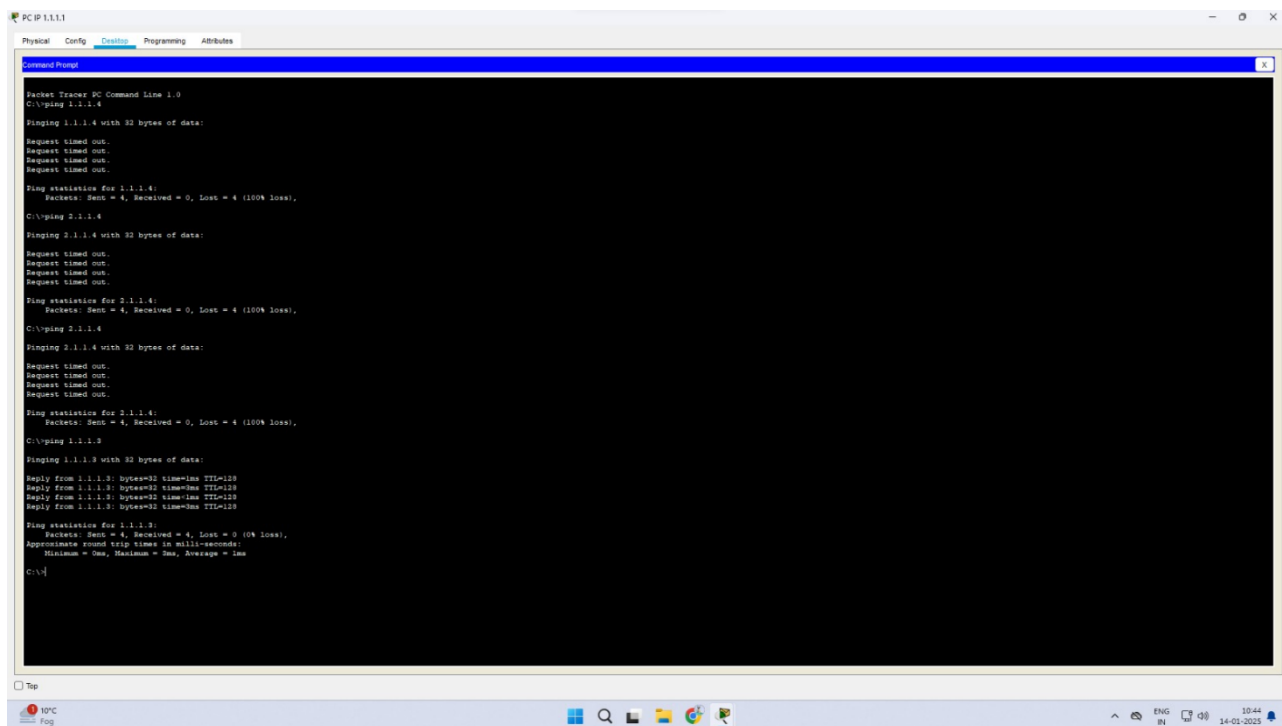 PC IP 1.1.1.1
Physical Config Desktop Programming Attributes
Command Prompt
X
Packet Tracer PC Command Line 1.0
C:\>ping 1.1.1.4
Pinging 1.1.1.4 with 32 bytes of data:
Request timed out.
Request timed out.
Request timed out.
Request timed out.
Ping statistics for 1.1.1.4:
Packets: Sent = 4, Received = 0, Lost = 4 (100% loss),
C:\>ping 2.1.1.4
Pinging 2.1.1.4 with 32 bytes of data:
Request timed out.
Request timed out.
Request timed out.
Request timed out.
Ping statistics for 2.1.1.4:
Packets: Sent = 4, Received = 0, Lost = 4 (100% loss),
C:\>ping 2.1.1.4
Pinging 2.1.1.4 with 32 bytes of data:
Request timed out.
Request timed out.
Request timed out.
Request timed out.
Ping statistics for 2.1.1.4:
Packets: Sent = 4, Received = 0, Lost = 4 (100% loss),
C:\>ping 1.1.1.3
Pinging 1.1.1.3 with 32 bytes of data:
Reply from 1.1.1.3: bytes=32 time=1ms TTL=128
Reply from 1.1.1.3: bytes=32 time=3ms TTL=128
Reply from 1.1.1.3: bytes=32 time<1ms TTL=128
Reply from 1.1.1.3: bytes=32 time=3ms TTL=128
Ping statistics for 1.1.1.3:
Packets: Sent = 4, Received = 4, Lost = 0 (0% loss),
Approximate round trip times in milli-seconds:
Minimum = 0ms, Maximum = 3ms, Average = 1ms
C:\>
Top
1 10°C
Fog
ENG
IN
10:44
14-01-2025